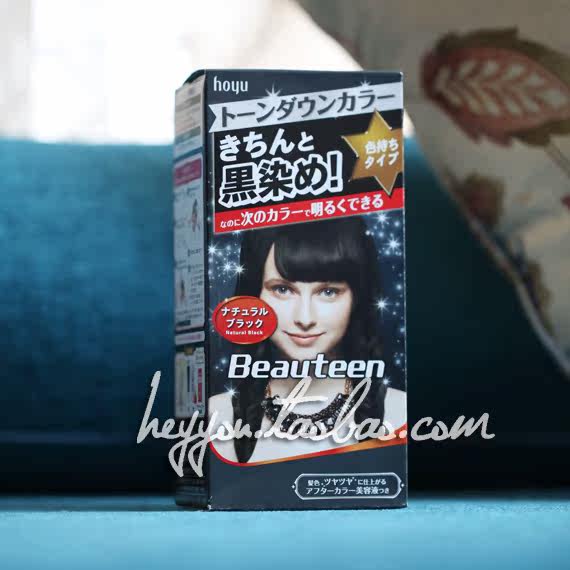 hoyu
トーンダウンカラー
きちんと
黒染め!
色持ち
タイプ
なのに次のカラーで明るくできる
ナチュラル
ブラック
Natural Black
Beauteen
heyyou.taobao.com
髪色、ツヤツヤに仕上がる
アフターカラー美容液つき